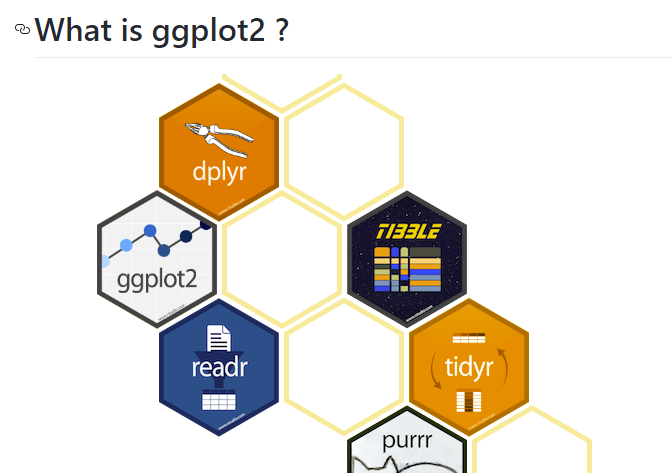 What is ggplot2 ?
dplyr
ggplot2
TIBBLE
readr
tidyr
purrr